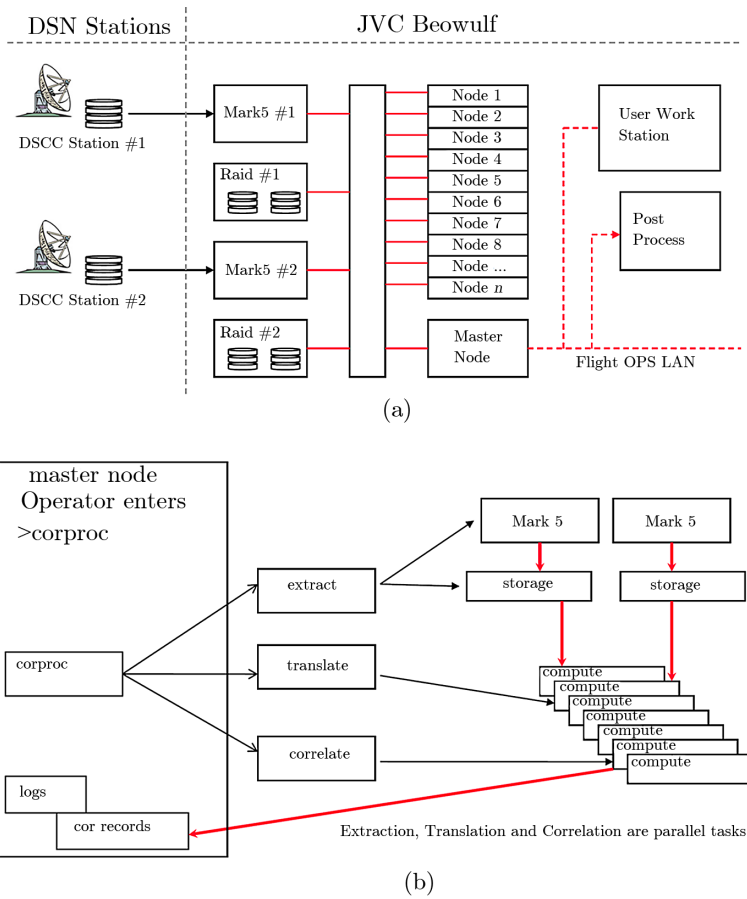 DSN Stations
JVC Beowulf
DSCC Station #1
Mark5 #1
Raid #1
DSCC Station #2
Mark5 #2
Raid #2
Node 1
Node 2
Node 3
Node 4
Node 5
Node 6
Node 7
Node 8
Node ...
Node n
Master
Node
User Work
Station
Post
Process
Flight OPS LAN
(a)
master node
Operator enters
>corproc
corproc
logs
cor records
extract
translate
correlate
Mark 5
Mark 5
storage
storage
compute
compute
compute
compute
compute
compute
compute
Extraction, Translation and Correlation are parallel tasks
(b)